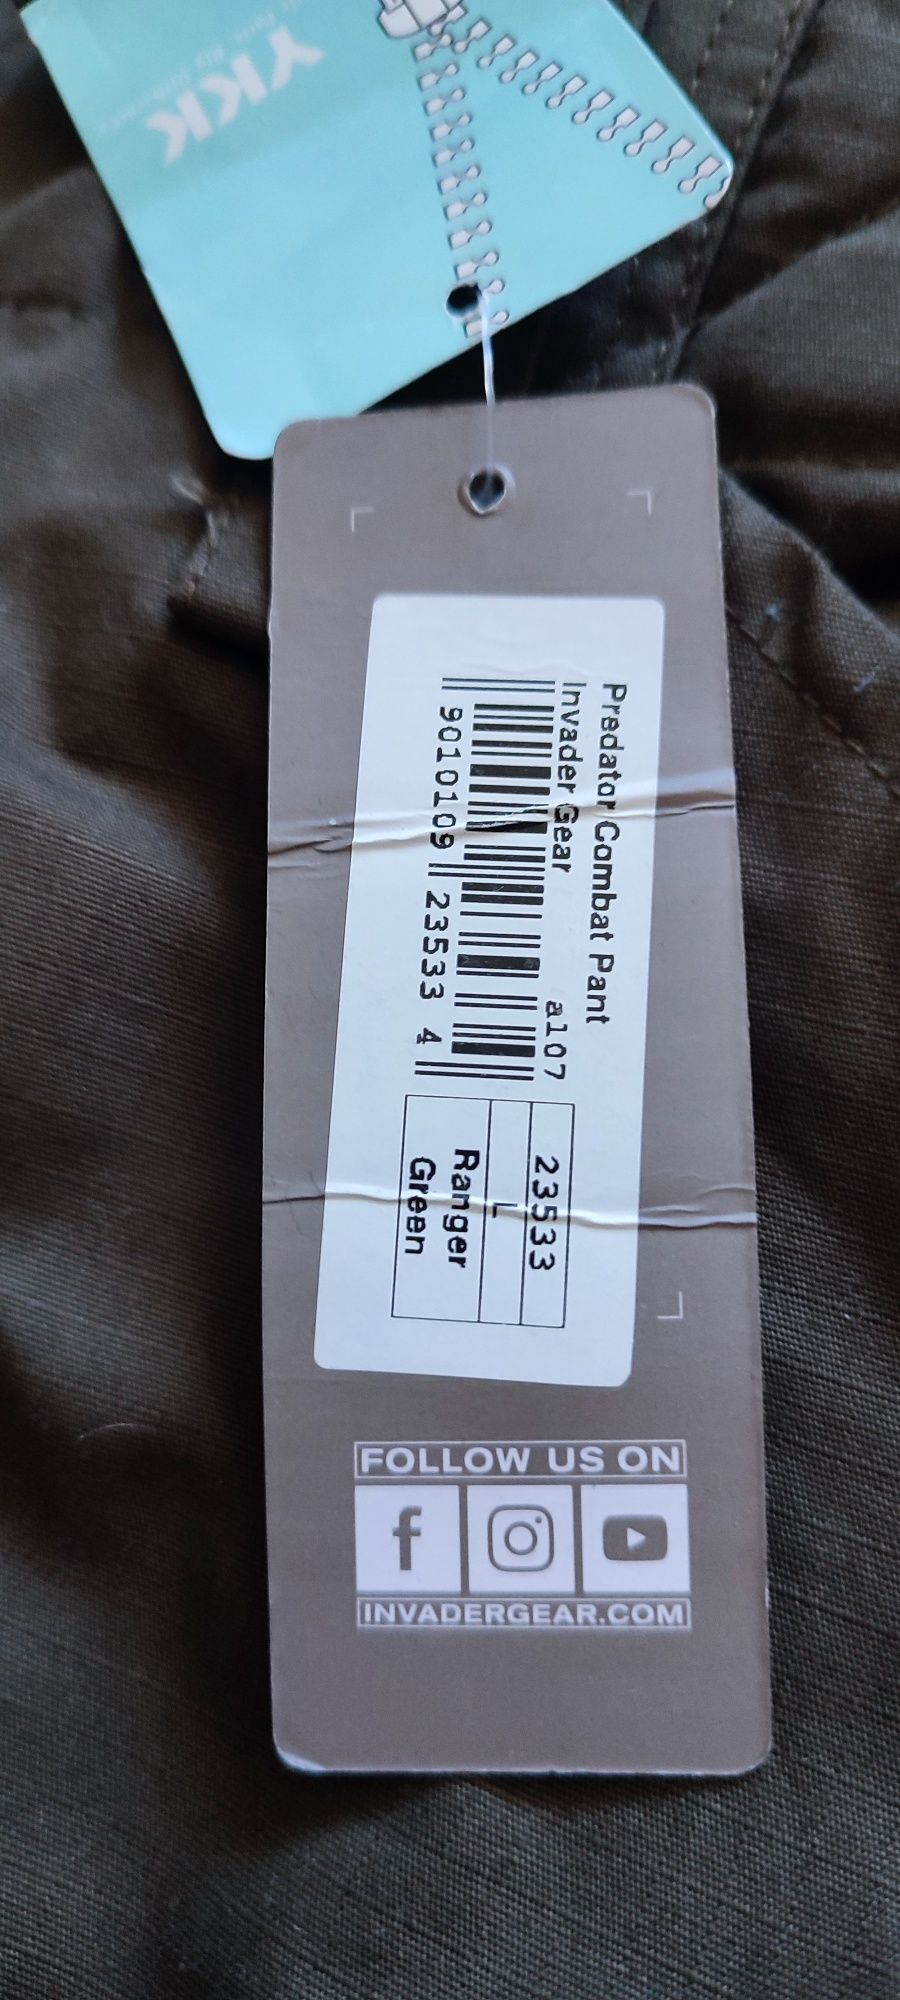 YKK
Predator Combat Pant
Invader Gear a107
9010109 23533 4
23533
L
Ranger
Green
FOLLOW US ON
INVADERGEAR.COM